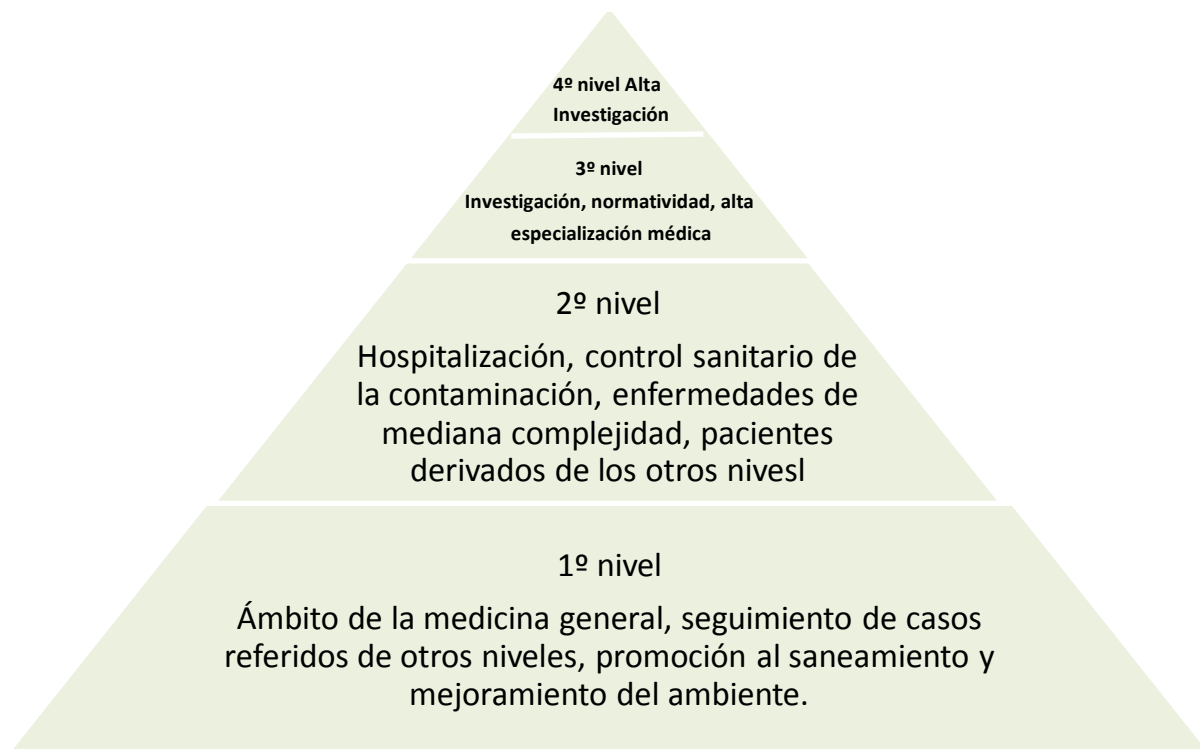 4º nivel Alta
Investigación
3º nivel
Investigación, normatividad, alta
especialización médica
2º nivel
Hospitalización, control sanitario de
la contaminación, enfermedades de
mediana complejidad, pacientes
derivados de los otros nivesl
1º nivel
Ámbito de la medicina general, seguimiento de casos
referidos de otros niveles, promoción al saneamiento y
mejoramiento del ambiente.